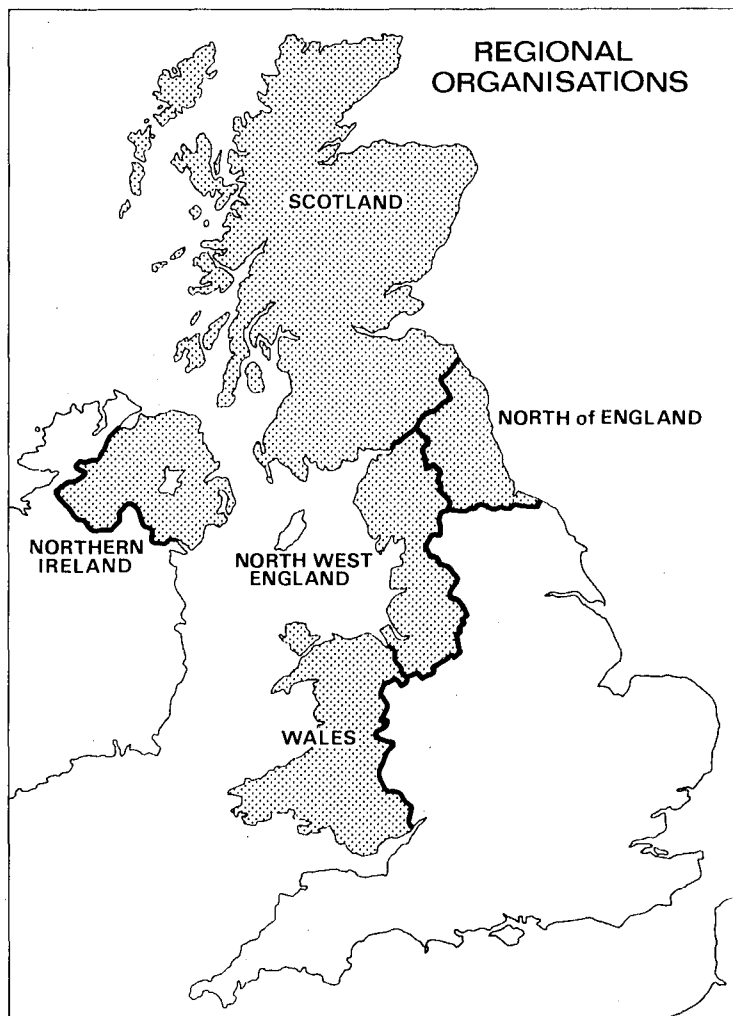 REGIONAL
ORGANISATIONS
SCOTLAND
NORTH of ENGLAND
NORTHERN
IRELAND
NORTH WEST
ENGLAND
WALES